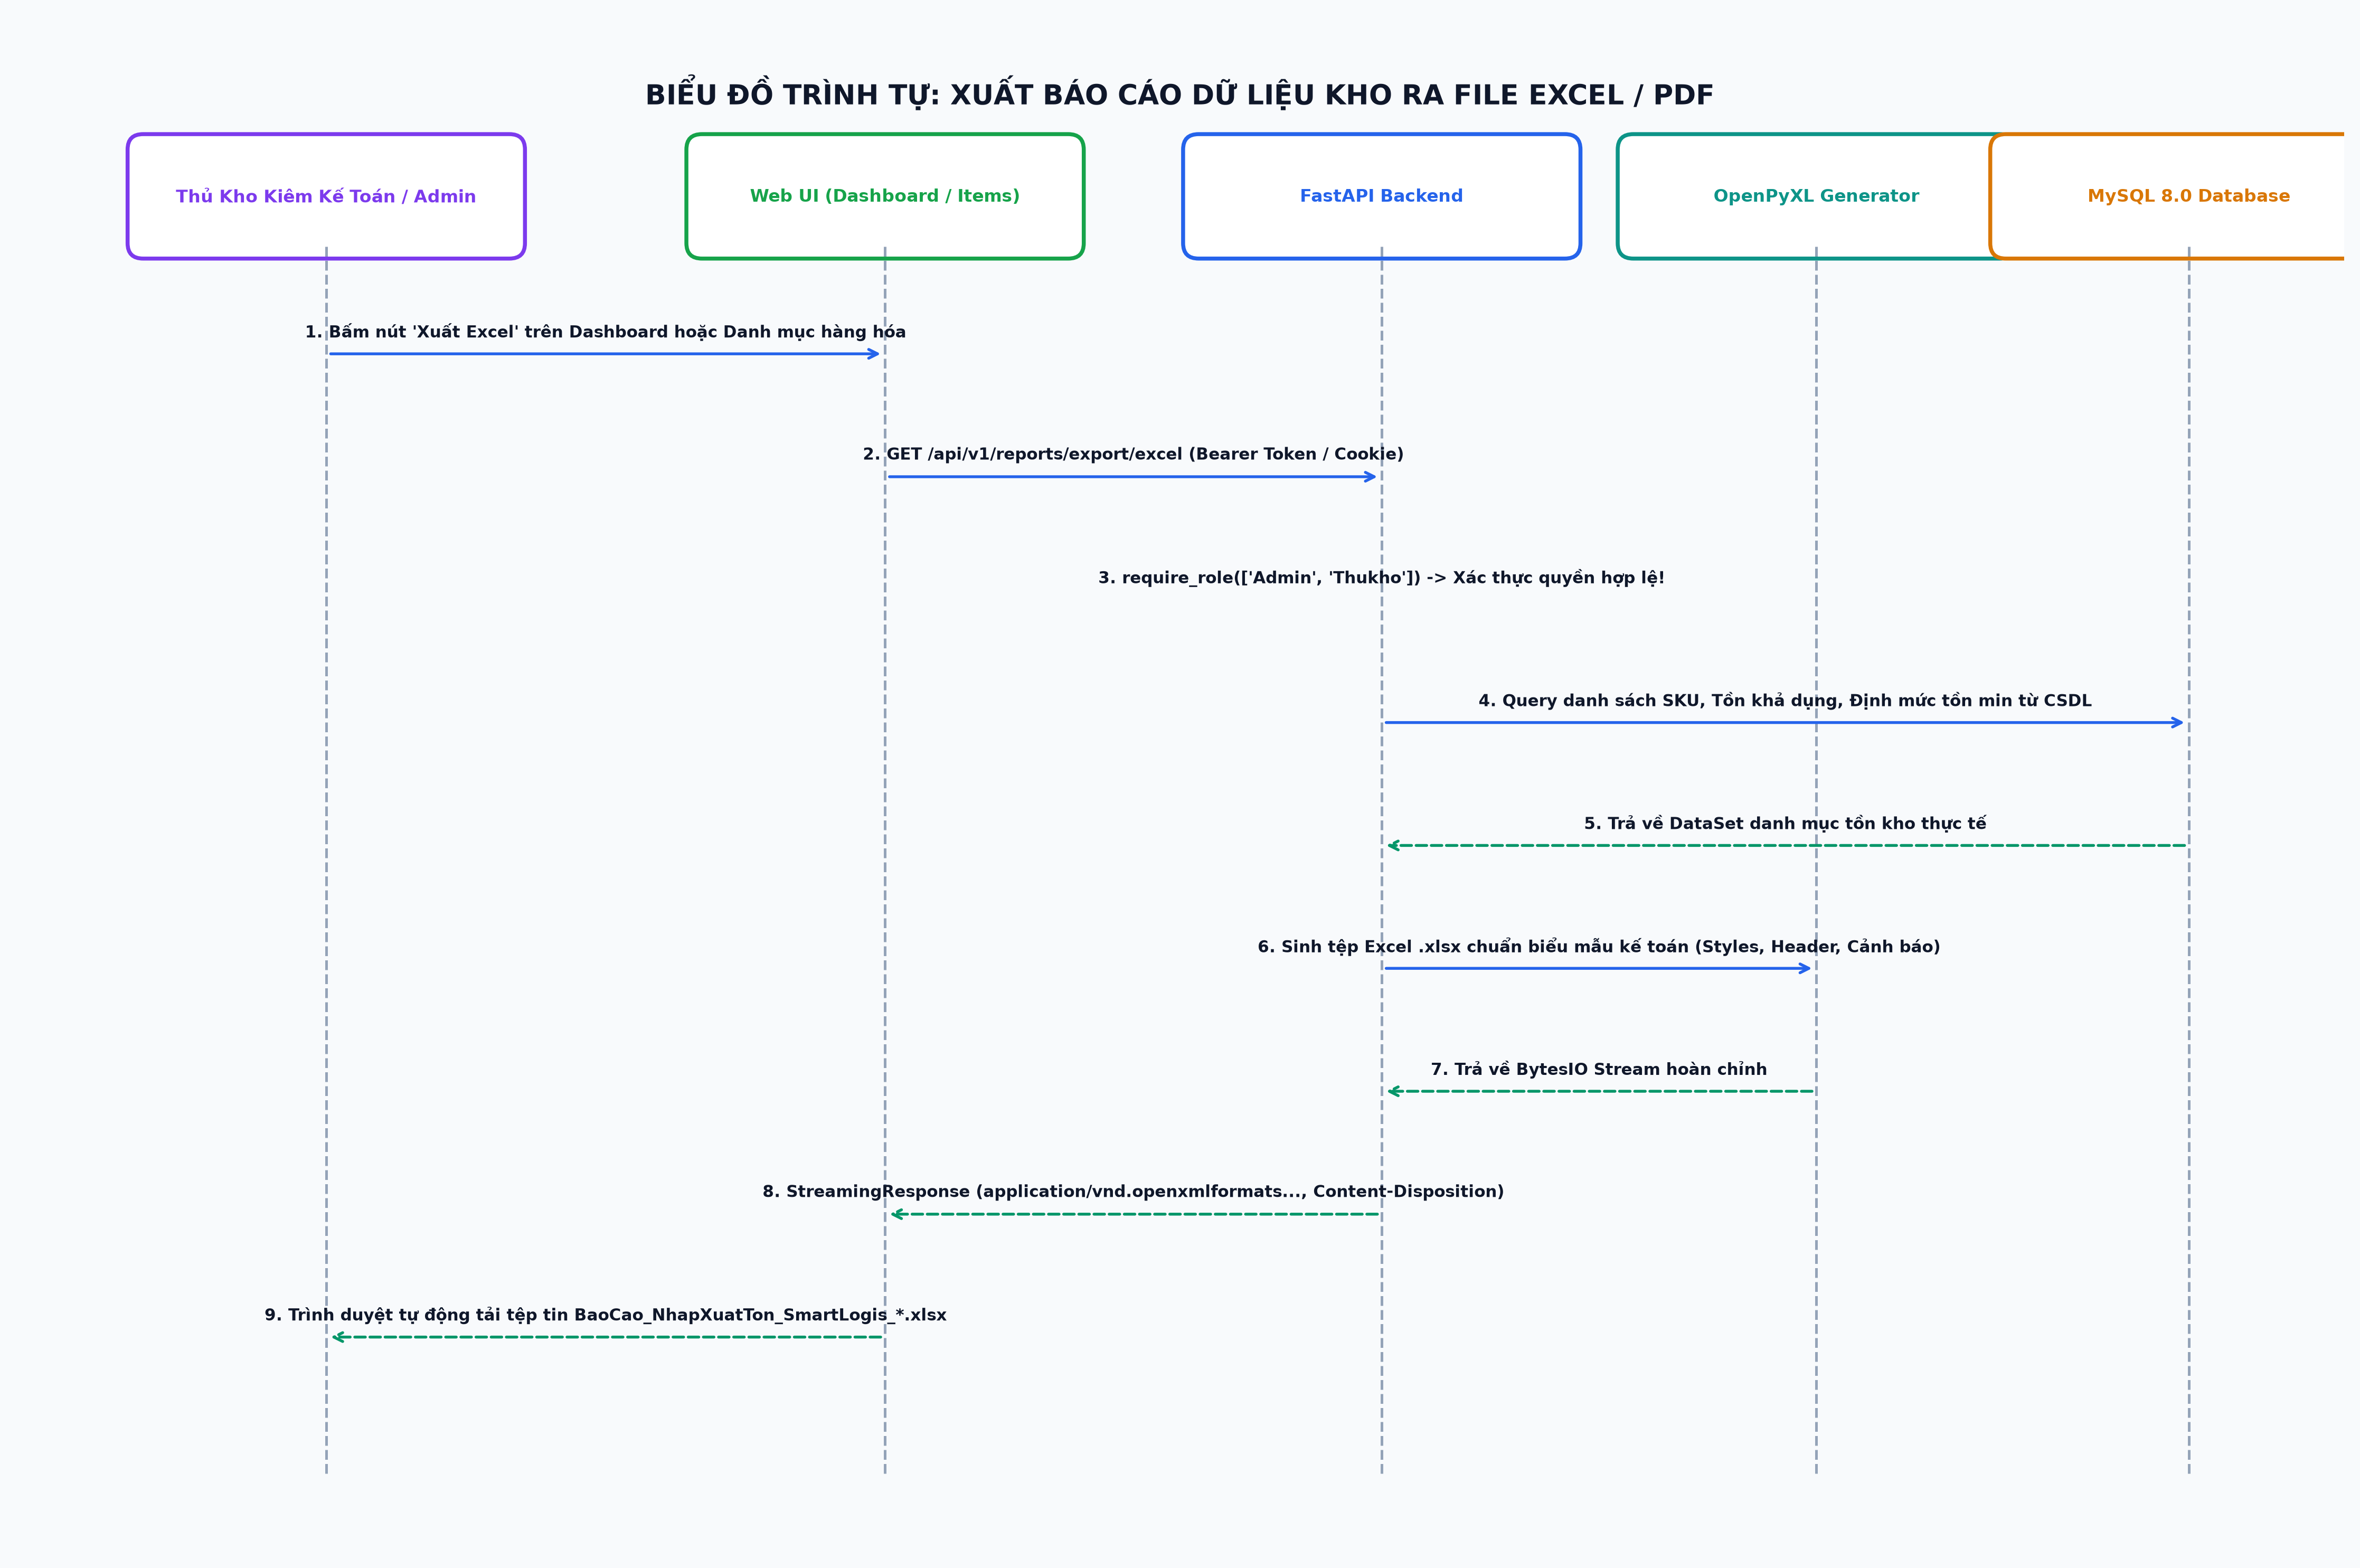 BIỂU ĐỒ TRÌNH TỰ: XUẤT BÁO CÁO DỮ LIỆU KHO RA FILE EXCEL / PDF
Thủ Kho Kiêm Kế Toán / Admin
Web UI (Dashboard / Items)
FastAPI Backend
OpenPyXL Generator
MySQL 8.0 Database
1. Bấm nút 'Xuất Excel' trên Dashboard hoặc Danh mục hàng hóa
2. GET /api/v1/reports/export/excel (Bearer Token / Cookie)
3. require_role(['Admin', 'Thukho']) -> Xác thực quyền hợp lệ!
4. Query danh sách SKU, Tồn khả dụng, Định mức tồn min từ CSDL
5. Trả về DataSet danh mục tồn kho thực tế
6. Sinh tệp Excel .xlsx chuẩn biểu mẫu kế toán (Styles, Header, Cảnh báo)
7. Trả về BytesIO Stream hoàn chỉnh
8. StreamingResponse (application/vnd.openxmlformats..., Content-Disposition)
9. Trình duyệt tự động tải tệp tin BaoCao_NhapXuatTon_SmartLogis_*.xlsx